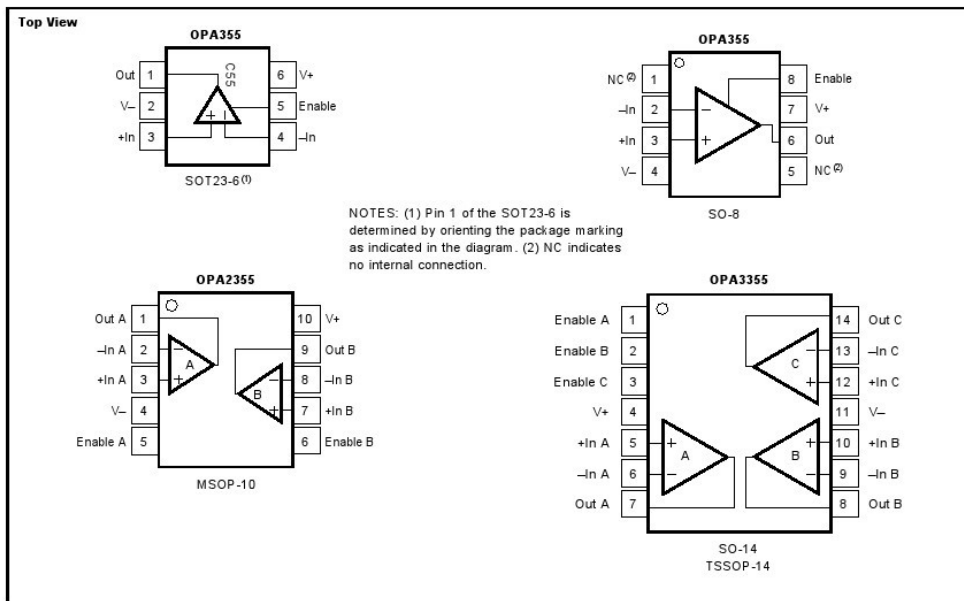 Top View
OPA355
Out 1
V– 2
+In 3
6 V+
5 Enable
4 –In
C55
+ –
SOT23-6(1)
OPA355
NC(2) 1
–In 2
+In 3
V– 4
8 Enable
7 V+
6 Out
5 NC(2)
–
+
SO-8
NOTES: (1) Pin 1 of the SOT23-6 is
determined by orienting the package marking
as indicated in the diagram. (2) NC indicates
no internal connection.
OPA2355
Out A 1
–In A 2
+In A 3
V– 4
Enable A 5
10 V+
9 Out B
8 –In B
7 +In B
6 Enable B
–
A
+
–
B
+
MSOP-10
OPA3355
Enable A 1
Enable B 2
Enable C 3
V+ 4
+In A 5
–In A 6
Out A 7
14 Out C
13 –In C
12 +In C
11 V–
10 +In B
9 –In B
8 Out B
–
C
+
+
A
–
+
B
–
SO-14
TSSOP-14